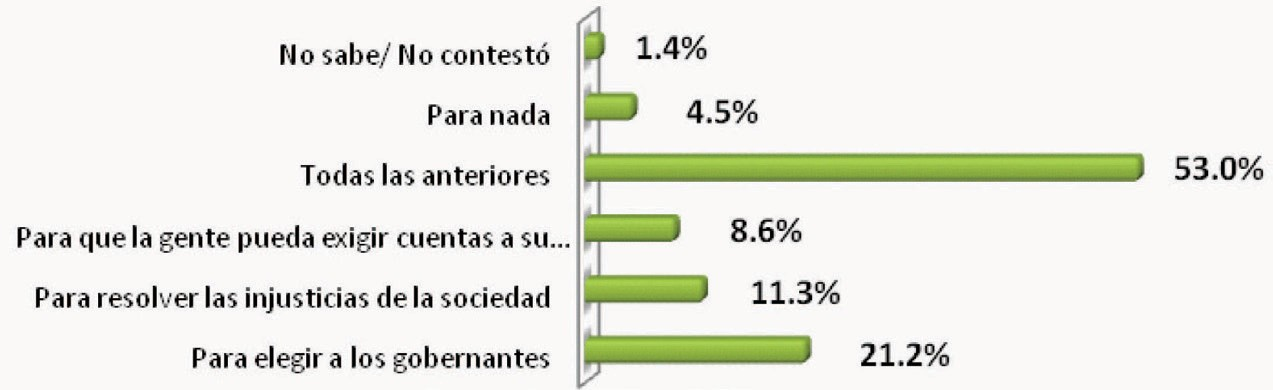 No sabe/ No contestó 1.4%
Para nada 4.5%
Todas las anteriores 53.0%
Para que la gente pueda exigir cuentas a su... 8.6%
Para resolver las injusticias de la sociedad 11.3%
Para elegir a los gobernantes 21.2%